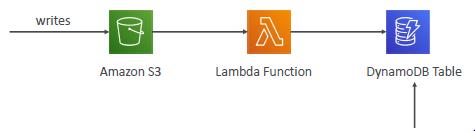 writes
Amazon S3
Lambda Function
DynamoDB Table